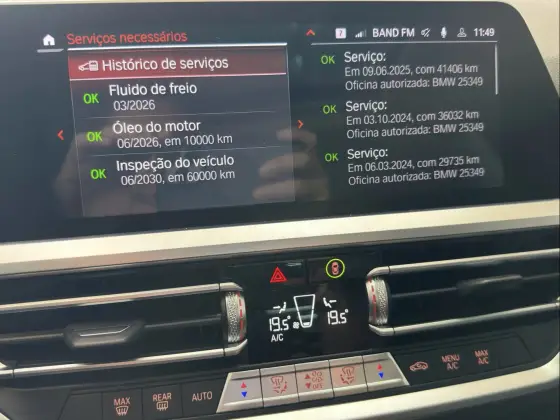 Serviços necessários
7 BAND FM 11:49
Histórico de serviços
OK Fluido de freio
03/2026
OK Óleo do motor
06/2026, em 10000 km
OK Inspeção do veículo
06/2030, em 60000 km
OK Serviço:
Em 09.06.2025, com 41406 km
Oficina autorizada: BMW 25349
OK Serviço:
Em 03.10.2024, com 36032 km
Oficina autorizada: BMW 25349
OK Serviço:
Em 06.03.2024, com 29735 km
Oficina autorizada: BMW 25349
19.5° 19.5°
A/C
MAX
REAR
AUTO
OFF
MENU
A/C
MAX
A/C